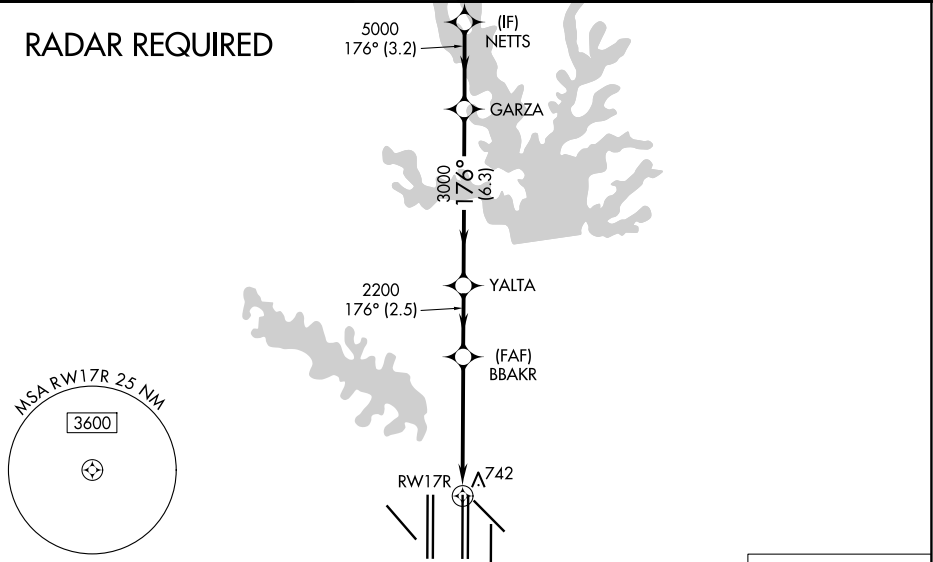 RADAR REQUIRED
5000
176° (3.2)
(IF)
NETTS
GARZA
3000
176°
(6.3)
YALTA
2200
176° (2.5)
(FAF)
BBAKR
MSA RW17R 25 NM
3600
RW17R
742